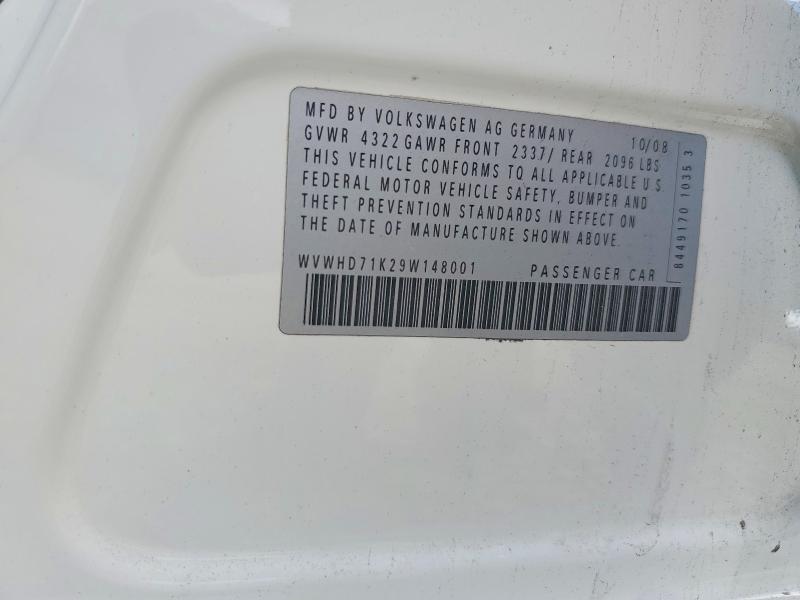 MFD BY VOLKSWAGEN AG GERMANY 10/08
GVWR 4322 GAWR FRONT 2337/ REAR 2096 LBS
THIS VEHICLE CONFORMS TO ALL APPLICABLE U S
FEDERAL MOTOR VEHICLE SAFETY, BUMPER AND
THEFT PREVENTION STANDARDS IN EFFECT ON
THE DATE OF MANUFACTURE SHOWN ABOVE.
WVWHD71K29W148001 PASSENGER CAR
8449170 1035 3